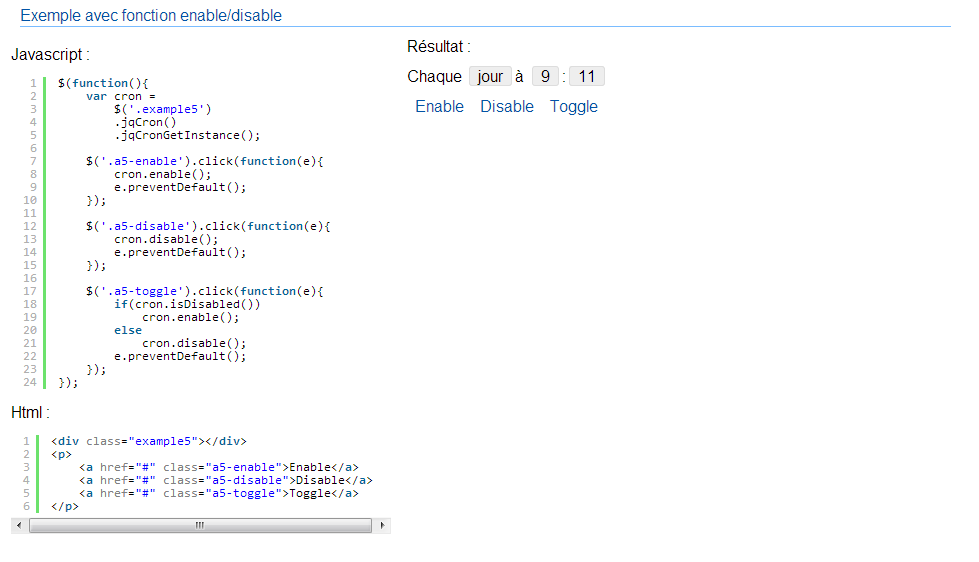 Exemple avec fonction enable/disable
Javascript :
1 $(function(){
2 var cron =
3 $('.example5')
4 .jqCron()
5 .jqCronGetInstance();
6
7 $('.a5-enable').click(function(e){
8 cron.enable();
9 e.preventDefault();
10 });
11
12 $('.a5-disable').click(function(e){
13 cron.disable();
14 e.preventDefault();
15 });
16
17 $('.a5-toggle').click(function(e){
18 if(cron.isDisabled())
19 cron.enable();
20 else
21 cron.disable();
22 e.preventDefault();
23 });
24 });
Html :
1 <div class="example5"></div>
2 <p>
3 <a href="#" class="a5-enable">Enable</a>
4 <a href="#" class="a5-disable">Disable</a>
5 <a href="#" class="a5-toggle">Toggle</a>
6 </p>
Résultat :
Chaque jour à 9 : 11
Enable Disable Toggle